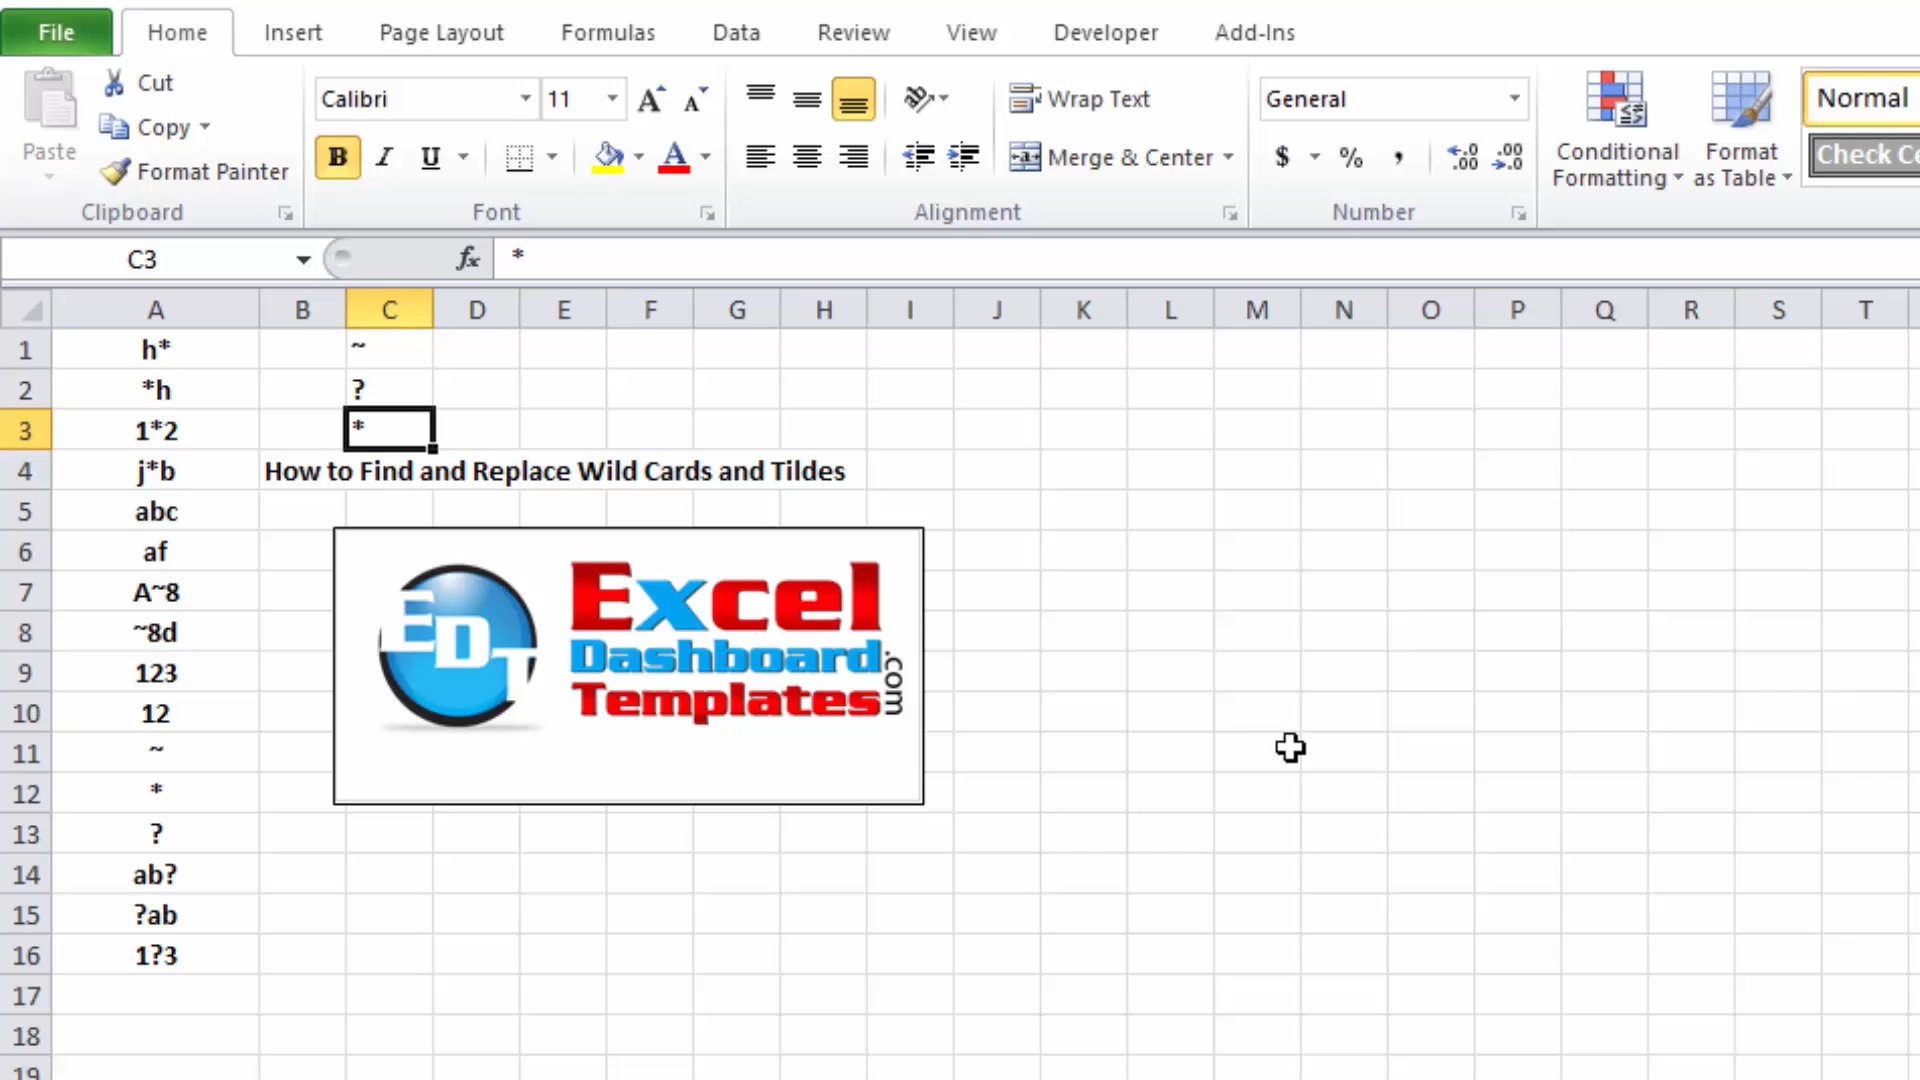 File Home Insert Page Layout Formulas Data Review View Developer Add-Ins
Paste
Cut
Copy
Format Painter
Clipboard
Calibri 11
B I U
Font
Wrap Text
Merge & Center
Alignment
General
$ % ,
Number
Conditional Formatting
Format as Table
Normal
Check Ce
C3 fx *
A B C D E F G H I J K L M N O P Q R S T
1 h* ~
2 *h ?
3 1*2 *
4 j*b How to Find and Replace Wild Cards and Tildes
5 abc
6 af
7 A~8
8 ~8d
9 123
10 12
11 ~
12 *
13 ?
14 ab?
15 ?ab
16 1?3
17
18
19
EDT
Excel
Dashboard
Templates
.com